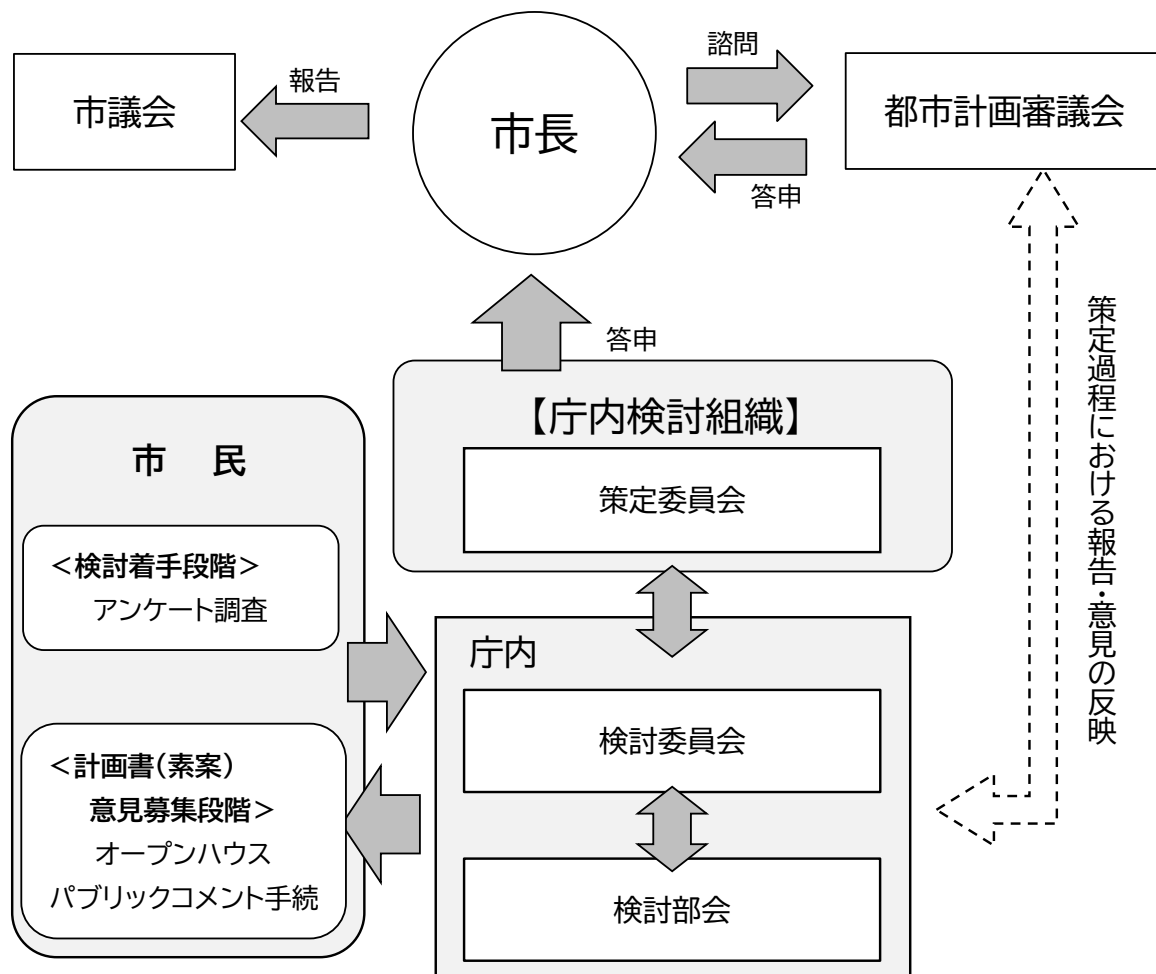 市議会
報告
市長
諮問
答申
都市計画審議会
答申
【庁内検討組織】
策定委員会
策定過程における報告・意見の反映
市　民
＜検討着手段階＞
アンケート調査
＜計画書（素案）
意見募集段階＞
オープンハウス
パブリックコメント手続
庁内
検討委員会
検討部会